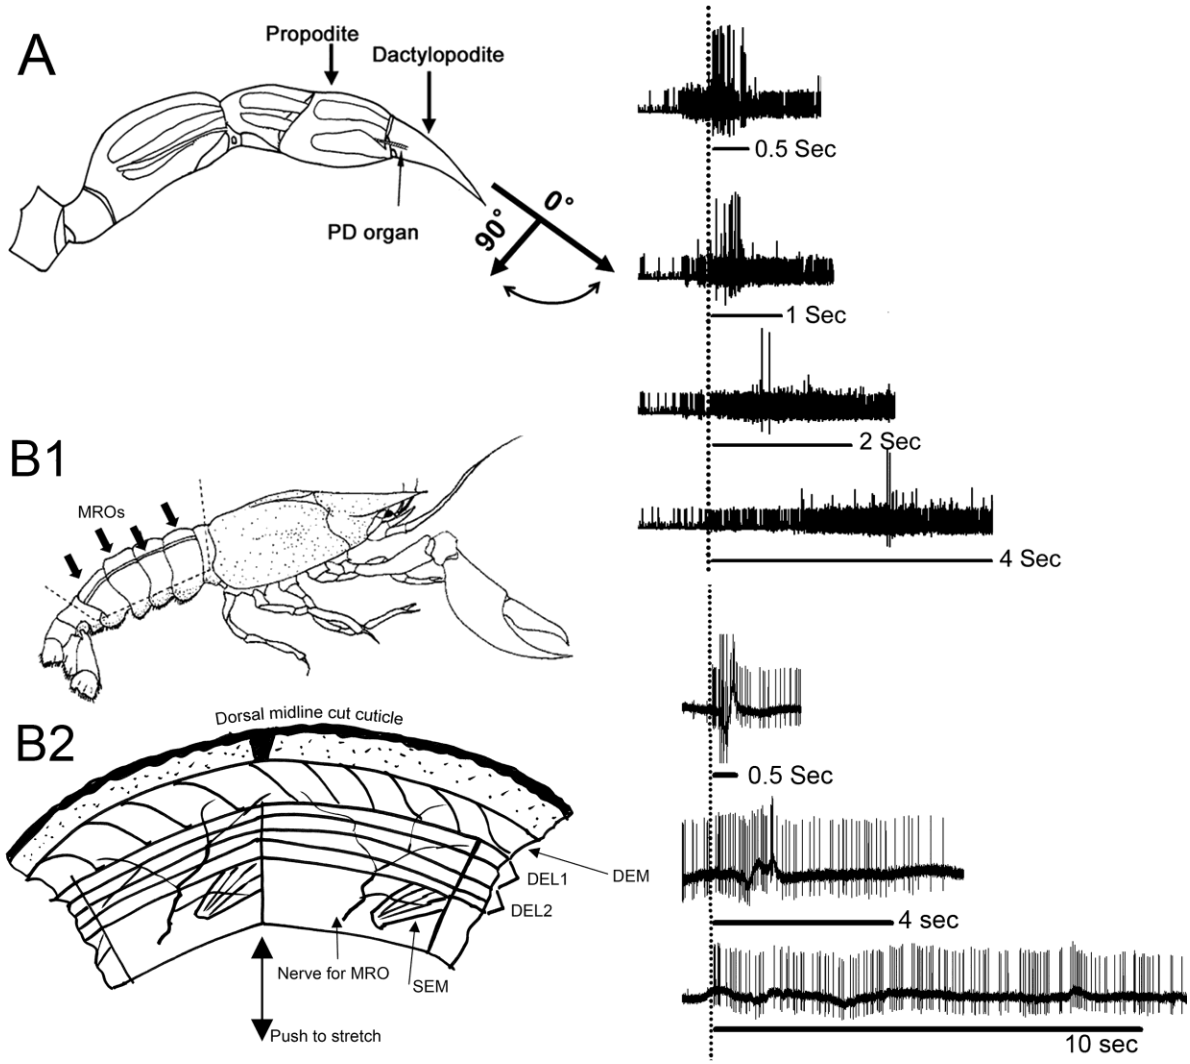 A
Propodite
Dactylopodite
PD organ
0°
90°
0.5 Sec
1 Sec
2 Sec
4 Sec
B1
MROs
B2
Dorsal midline cut cuticle
DEM
DEL1
DEL2
Nerve for MRO
SEM
Push to stretch
0.5 Sec
4 sec
10 sec